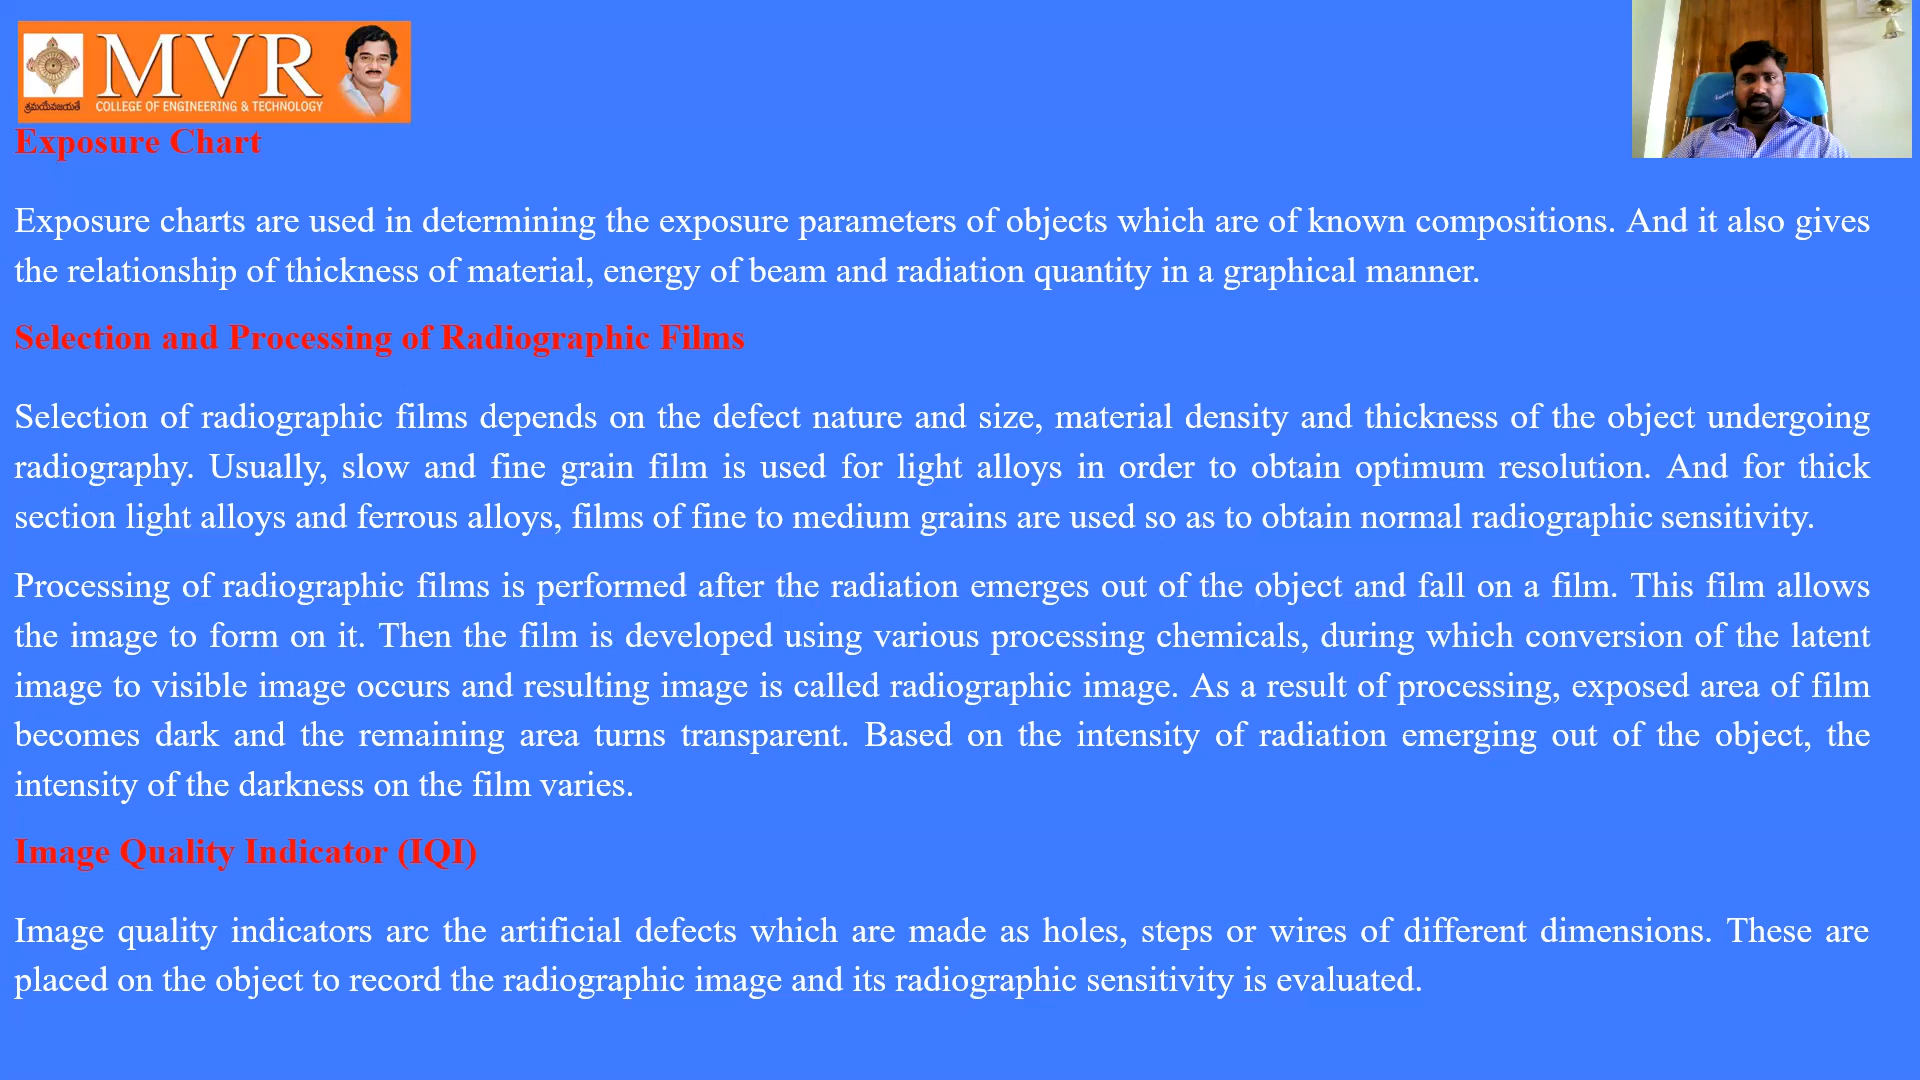 MVR
COLLEGE OF ENGINEERING & TECHNOLOGY
శ్రమయేవజయతే
Exposure Chart
Exposure charts are used in determining the exposure parameters of objects which are of known compositions. And it also gives
the relationship of thickness of material, energy of beam and radiation quantity in a graphical manner.
Selection and Processing of Radiographic Films
Selection of radiographic films depends on the defect nature and size, material density and thickness of the object undergoing
radiography. Usually, slow and fine grain film is used for light alloys in order to obtain optimum resolution. And for thick
section light alloys and ferrous alloys, films of fine to medium grains are used so as to obtain normal radiographic sensitivity.
Processing of radiographic films is performed after the radiation emerges out of the object and fall on a film. This film allows
the image to form on it. Then the film is developed using various processing chemicals, during which conversion of the latent
image to visible image occurs and resulting image is called radiographic image. As a result of processing, exposed area of film
becomes dark and the remaining area turns transparent. Based on the intensity of radiation emerging out of the object, the
intensity of the darkness on the film varies.
Image Quality Indicator (IQI)
Image quality indicators arc the artificial defects which are made as holes, steps or wires of different dimensions. These are
placed on the object to record the radiographic image and its radiographic sensitivity is evaluated.